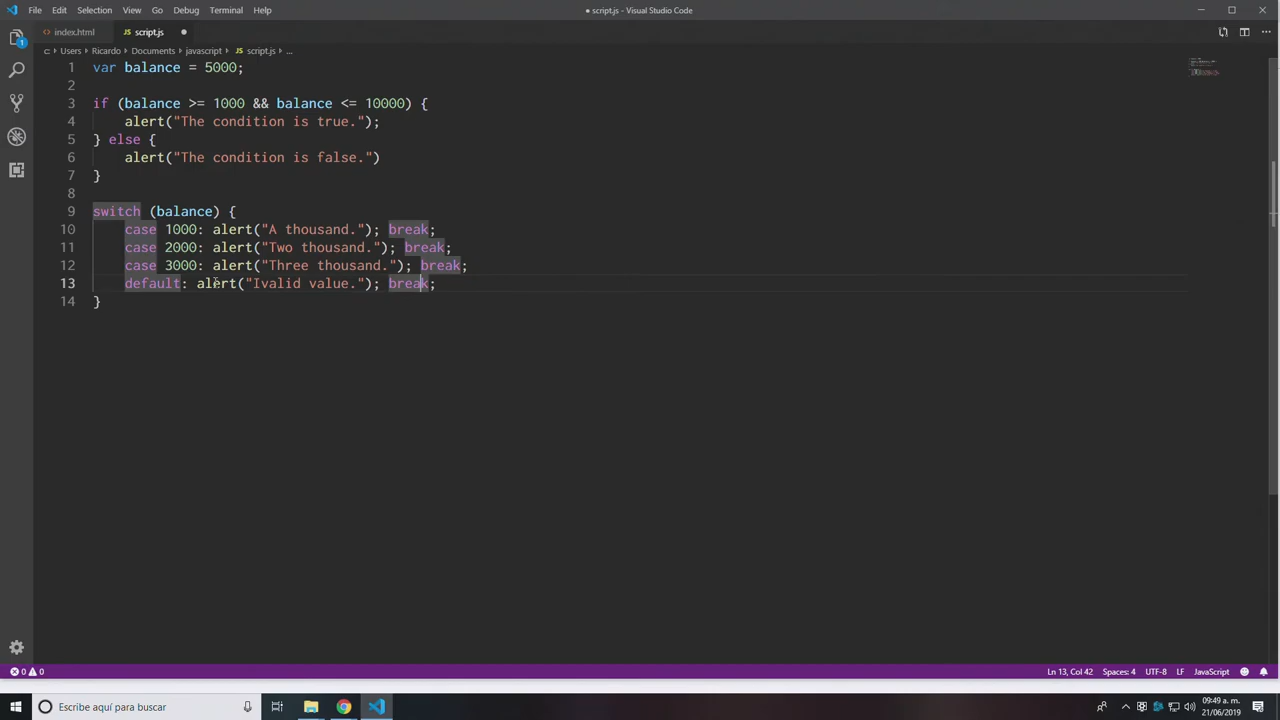 File Edit Selection View Go Debug Terminal Help
● script.js - Visual Studio Code
index.html
JS script.js ●
C: > Users > Ricardo > Documents > javascript > JS script.js > ...
1 var balance = 5000;
2
3 if (balance >= 1000 && balance <= 10000) {
4 alert("The condition is true.");
5 } else {
6 alert("The condition is false.")
7 }
8
9 switch (balance) {
10 case 1000: alert("A thousand."); break;
11 case 2000: alert("Two thousand."); break;
12 case 3000: alert("Three thousand."); break;
13 default: alert("Ivalid value."); break;
14 }
1
0 0
Ln 13, Col 42 Spaces: 4 UTF-8 LF JavaScript
Escribe aquí para buscar
09:49 a. m.
21/06/2019